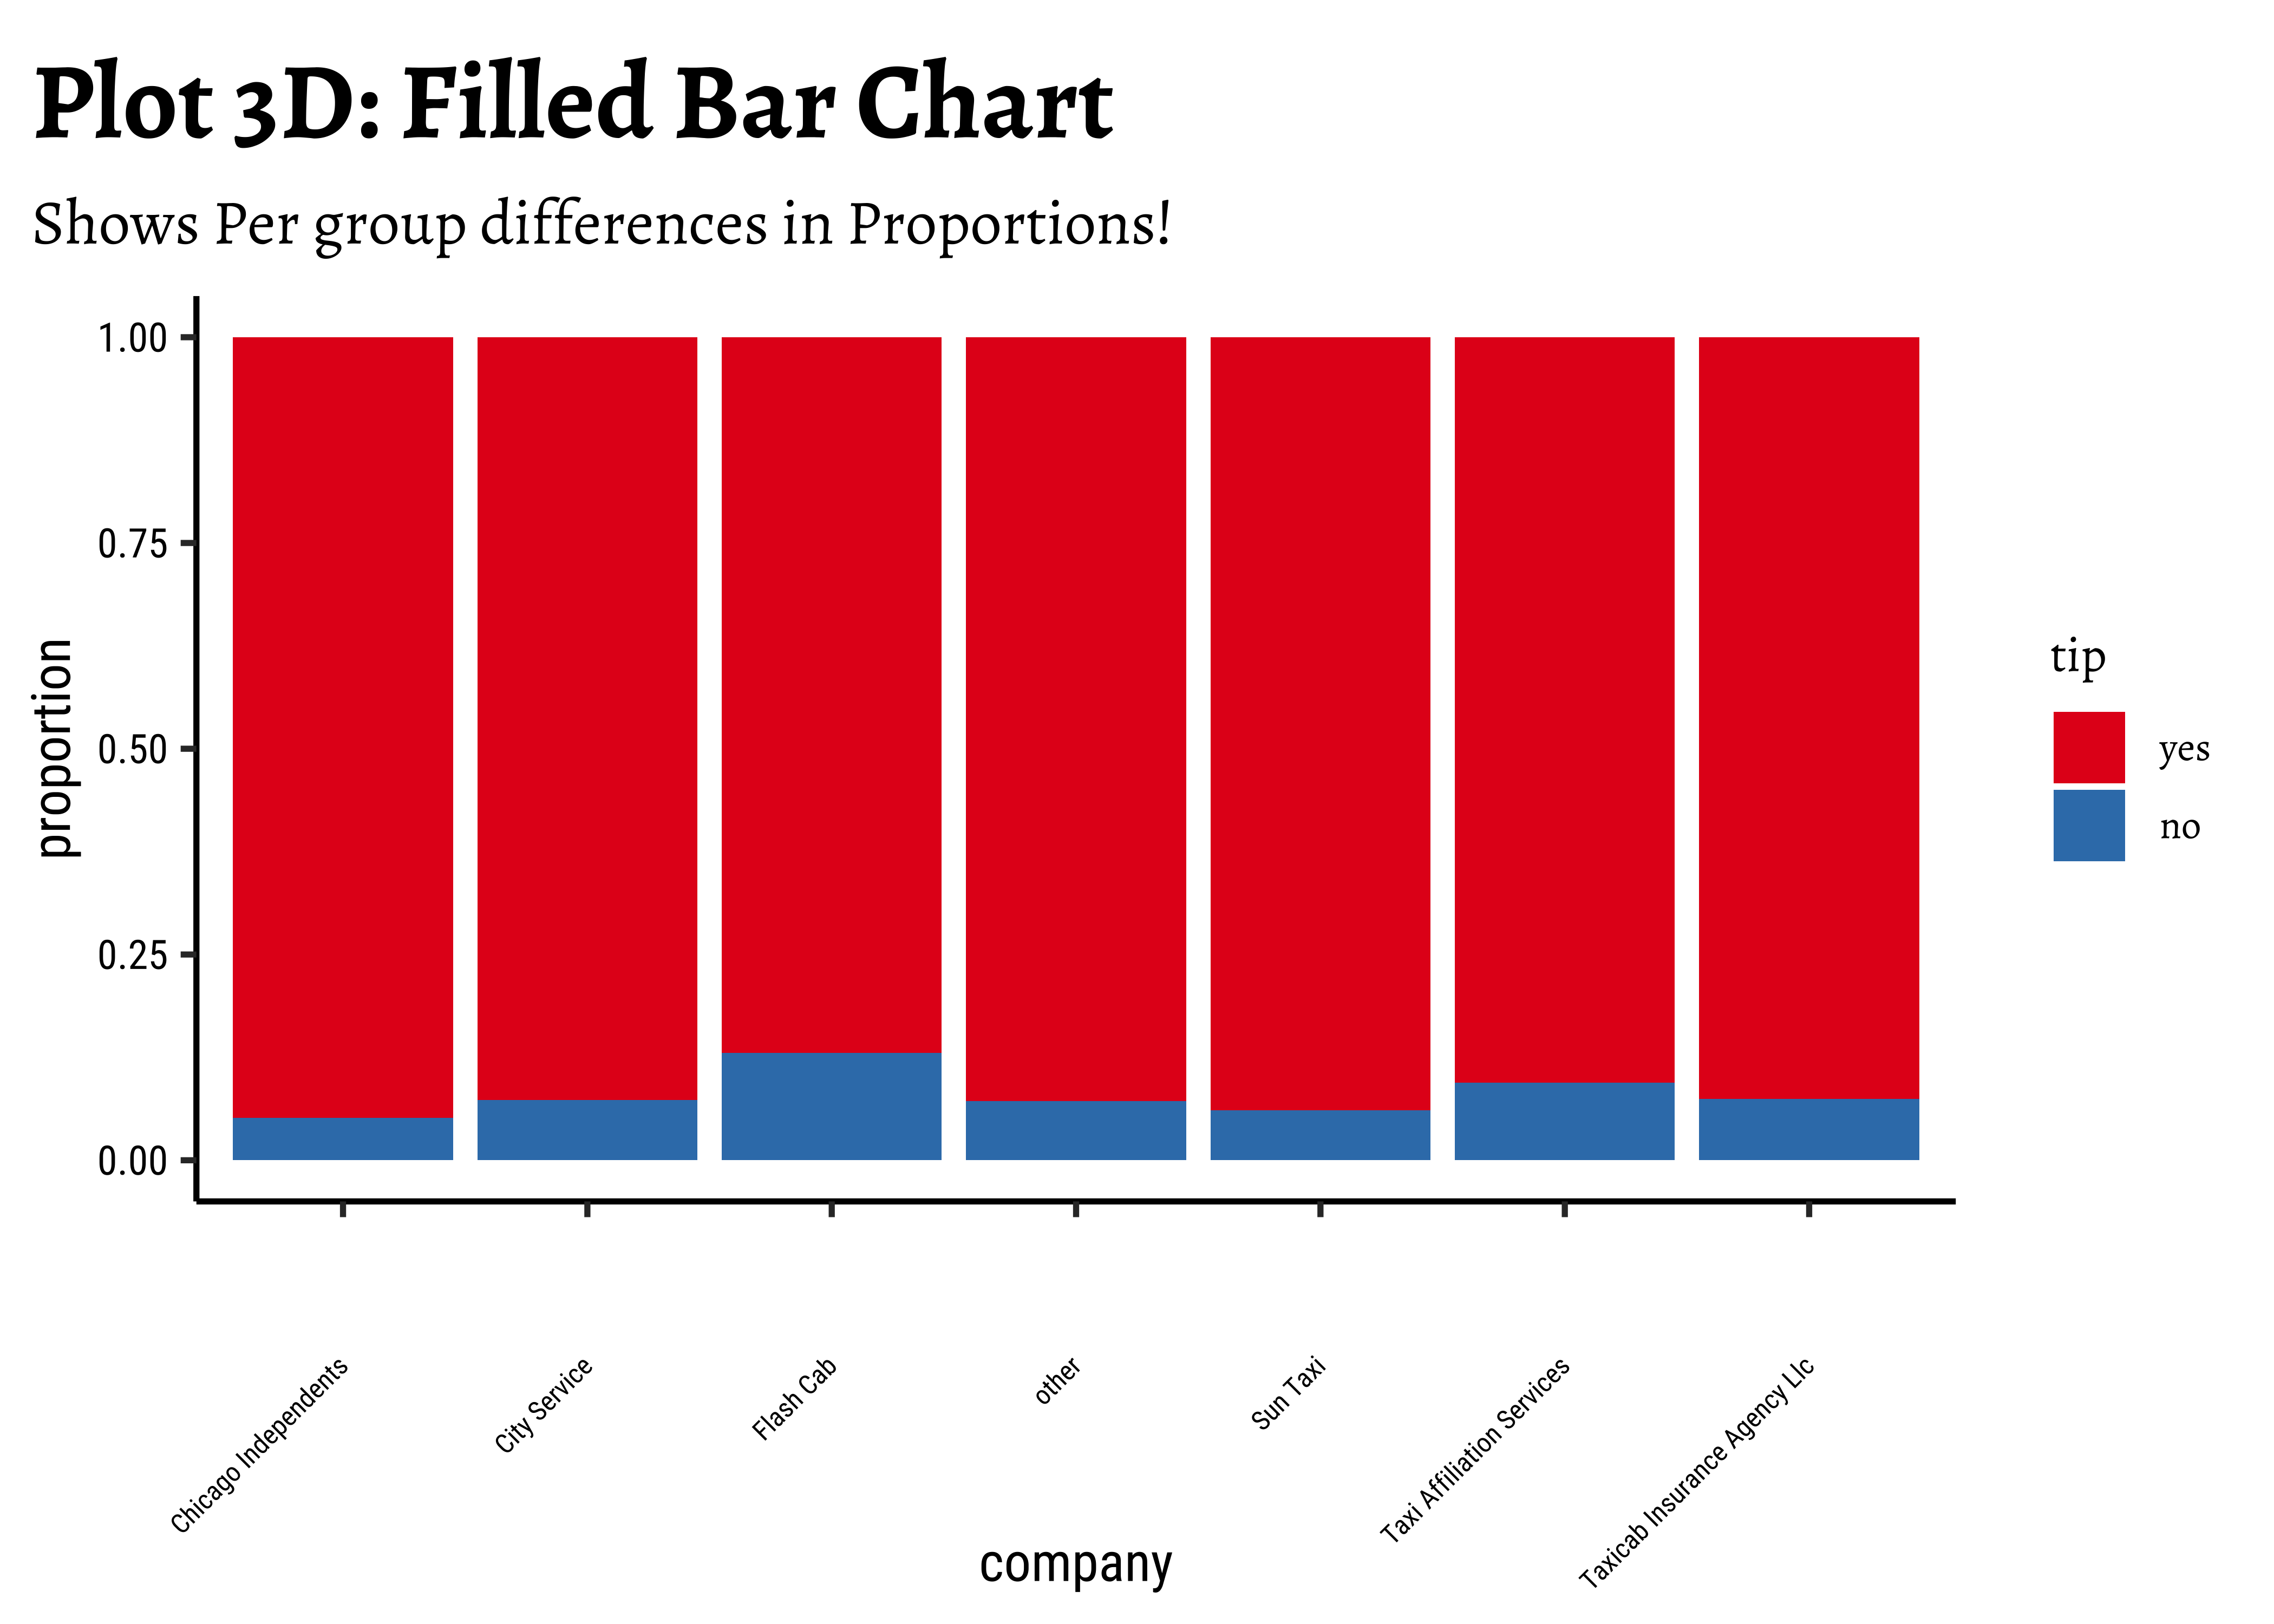 Plot 3D: Filled Bar Chart
Shows Per group differences in Proportions!
1.00
0.75
0.50
0.25
0.00
proportion
Chicago Independents
City Service
Flash Cab
other
Sun Taxi
Taxi Affiliation Services
Taxicab Insurance Agency Llc
company
tip
yes
no